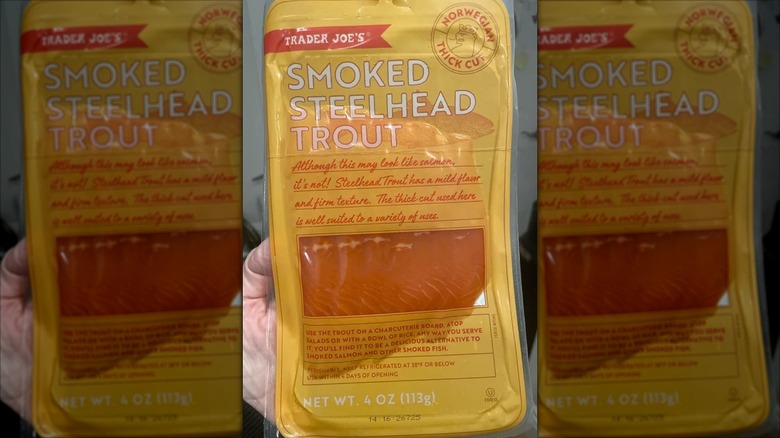 TRADER JOE'S
NORWEGIAN
THICK CUT
SMOKED
STEELHEAD
TROUT
Although this may look like salmon,
it's not! Steelhead Trout has a mild flavor
and firm texture. The thick cut used here
is well suited to a variety of uses.
USE THE TROUT ON A CHARCUTERIE BOARD, ATOP
SALADS OR WITH A BOWL OF RICE. ANY WAY YOU SERVE
IT, YOU'LL FIND IT TO BE A DELICIOUS ALTERNATIVE TO
SMOKED SALMON AND OTHER SMOKED FISH.
PERISHABLE, KEEP REFRIGERATED AT 38°F OR BELOW
USE WITHIN 4 DAYS OF OPENING
NET WT. 4 OZ (113g)
14·16·26725